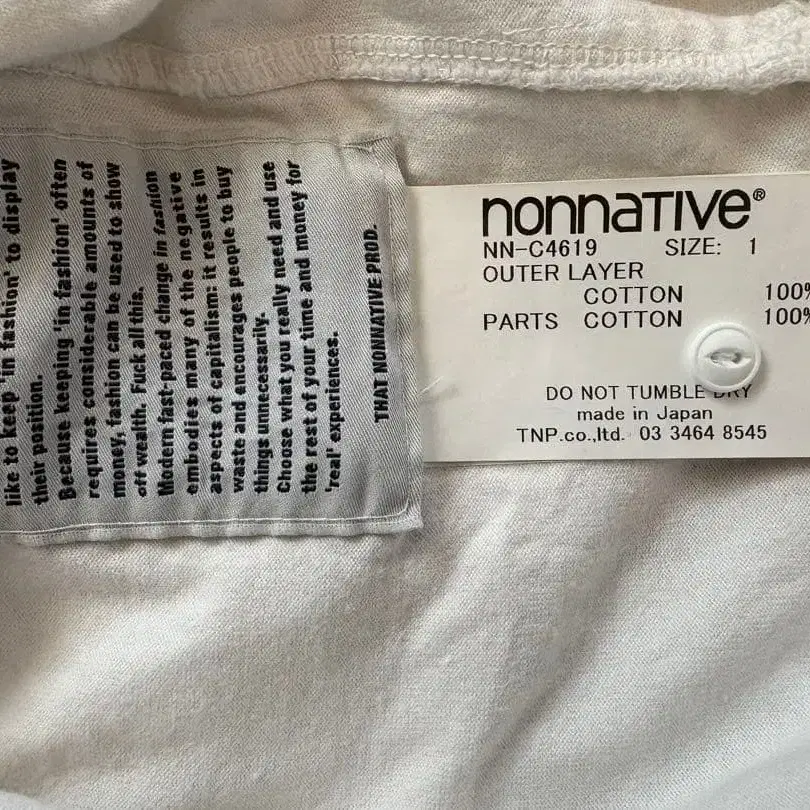 like to keep 'in fashion' to display
their position.
Because keeping 'in fashion' often
requires considerable amounts of
money, fashion can be used to show
off wealth. Fuck all this.
Modern fast-paced change in fashion
embodies many of the negative
aspects of capitalism: it results in
waste and encourages people to buy
things unnecessarily.
Choose what you really need and use
the rest of your time and money for
'real' experiences.
THAT NONNATIVE PROD.
nonnaTIVe®
NN-C4619 SIZE: 1
OUTER LAYER
COTTON 100%
PARTS COTTON 100%
DO NOT TUMBLE DRY
made in Japan
TNP.co.,ltd. 03 3464 8545